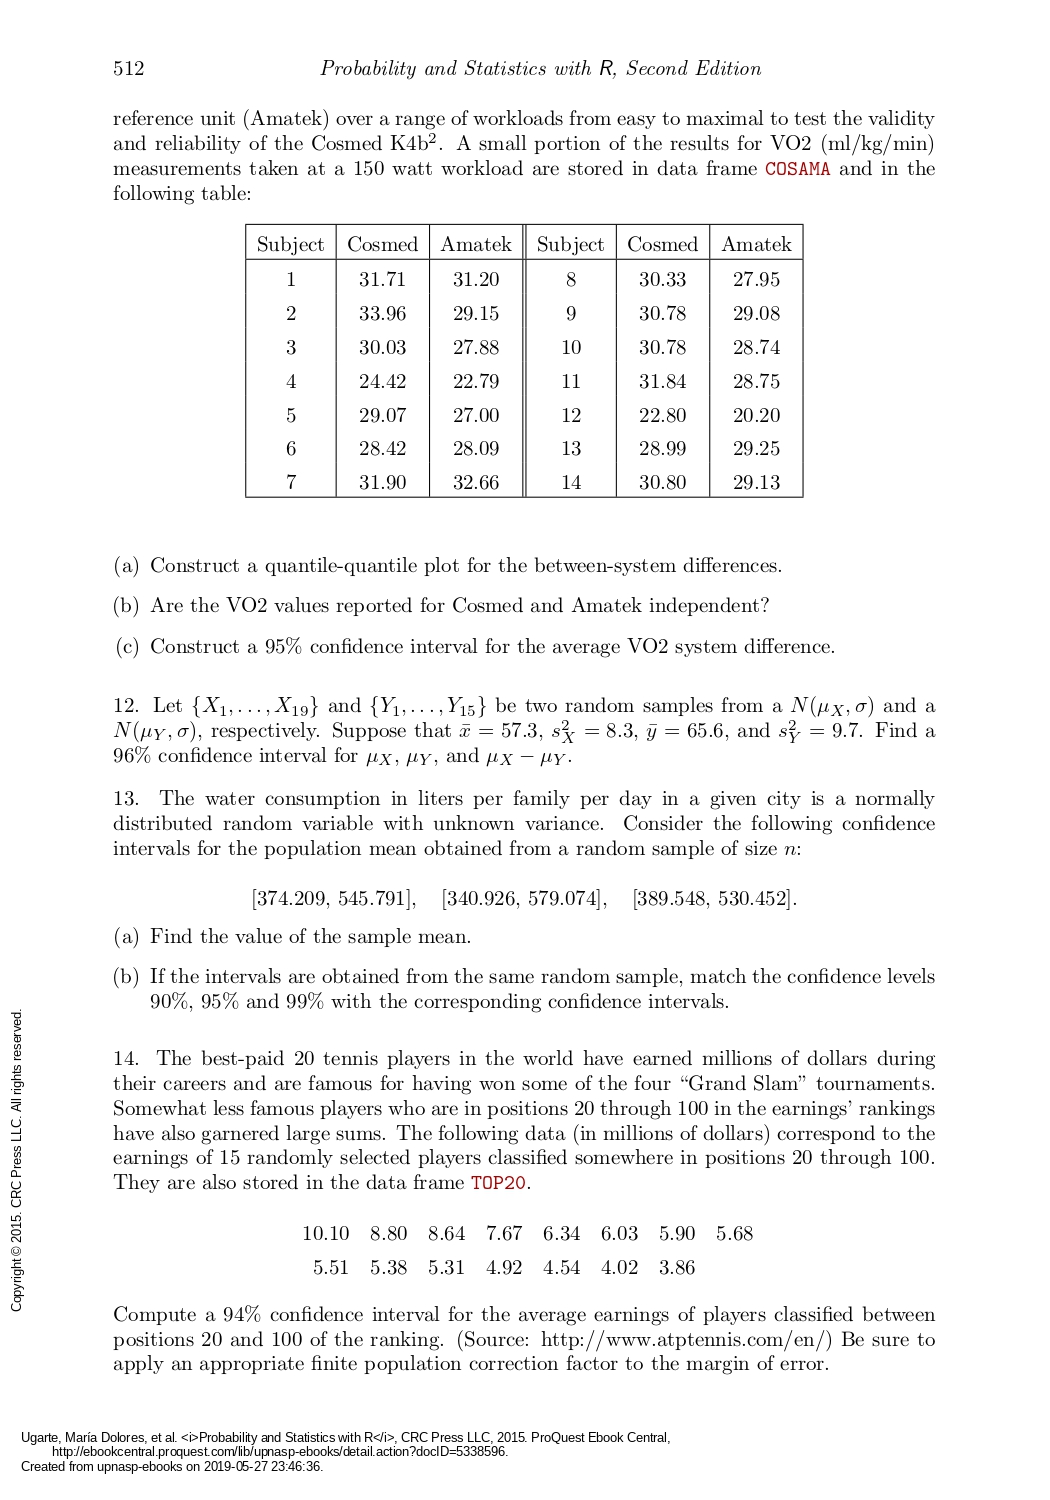 512 Probability and Statistics with R, Second Edition
reference unit (Amatek) over a range of workloads from easy to maximal to test the validity
and reliability of the Cosmed K4b². A small portion of the results for VO2 (ml/kg/min)
measurements taken at a 150 watt workload are stored in data frame COSAMA and in the
following table:
Subject Cosmed Amatek Subject Cosmed Amatek
1 31.71 31.20 8 30.33 27.95
2 33.96 29.15 9 30.78 29.08
3 30.03 27.88 10 30.78 28.74
4 24.42 22.79 11 31.84 28.75
5 29.07 27.00 12 22.80 20.20
6 28.42 28.09 13 28.99 29.25
7 31.90 32.66 14 30.80 29.13
(a) Construct a quantile-quantile plot for the between-system differences.
(b) Are the VO2 values reported for Cosmed and Amatek independent?
(c) Construct a 95% confidence interval for the average VO2 system difference.
12. Let {X₁, . . . , X₁₉} and {Y₁, . . . , Y₁₅} be two random samples from a N(μ_X, σ) and a
N(μ_Y, σ), respectively. Suppose that x̄ = 57.3, s²_X = 8.3, ȳ = 65.6, and s²_Y = 9.7. Find a
96% confidence interval for μ_X, μ_Y, and μ_X − μ_Y.
13. The water consumption in liters per family per day in a given city is a normally
distributed random variable with unknown variance. Consider the following confidence
intervals for the population mean obtained from a random sample of size n:
[374.209, 545.791], [340.926, 579.074], [389.548, 530.452].
(a) Find the value of the sample mean.
(b) If the intervals are obtained from the same random sample, match the confidence levels
90%, 95% and 99% with the corresponding confidence intervals.
14. The best-paid 20 tennis players in the world have earned millions of dollars during
their careers and are famous for having won some of the four “Grand Slam” tournaments.
Somewhat less famous players who are in positions 20 through 100 in the earnings’ rankings
have also garnered large sums. The following data (in millions of dollars) correspond to the
earnings of 15 randomly selected players classified somewhere in positions 20 through 100.
They are also stored in the data frame TOP20.
10.10 8.80 8.64 7.67 6.34 6.03 5.90 5.68
5.51 5.38 5.31 4.92 4.54 4.02 3.86
Compute a 94% confidence interval for the average earnings of players classified between
positions 20 and 100 of the ranking. (Source: http://www.atptennis.com/en/) Be sure to
apply an appropriate finite population correction factor to the margin of error.
Copyright © 2015. CRC Press LLC. All rights reserved.
Ugarte, María Dolores, et al. <i>Probability and Statistics with R</i>, CRC Press LLC, 2015. ProQuest Ebook Central,
http://ebookcentral.proquest.com/lib/upnasp-ebooks/detail.action?docID=5338596.
Created from upnasp-ebooks on 2019-05-27 23:46:36.